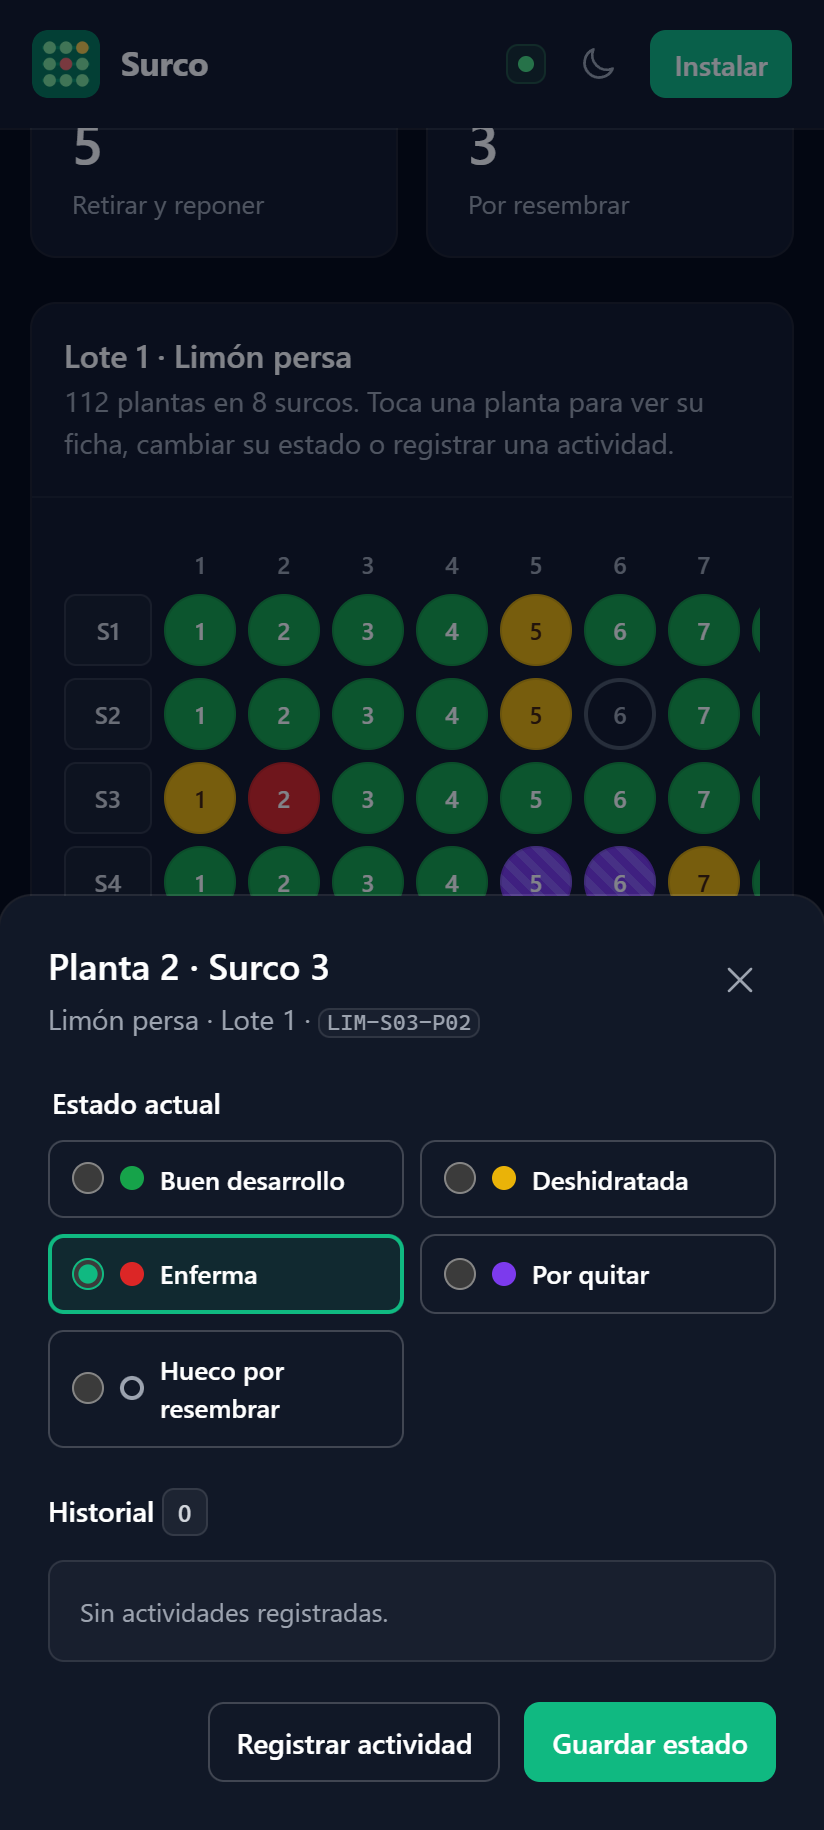 Surco
Instalar
5
3
Retirar y reponer
Por resembrar
Lote 1 · Limón persa
112 plantas en 8 surcos. Toca una planta para ver su
ficha, cambiar su estado o registrar una actividad.
1 2 3 4 5 6 7
S1 1 2 3 4 5 6 7
S2 1 2 3 4 5 6 7
S3 1 2 3 4 5 6 7
S4 1 2 3 4 5 6 7
Planta 2 · Surco 3
Limón persa · Lote 1 · LIM-S03-P02
Estado actual
Buen desarrollo
Deshidratada
Enferma
Por quitar
Hueco por
resembrar
Historial 0
Sin actividades registradas.
Registrar actividad
Guardar estado